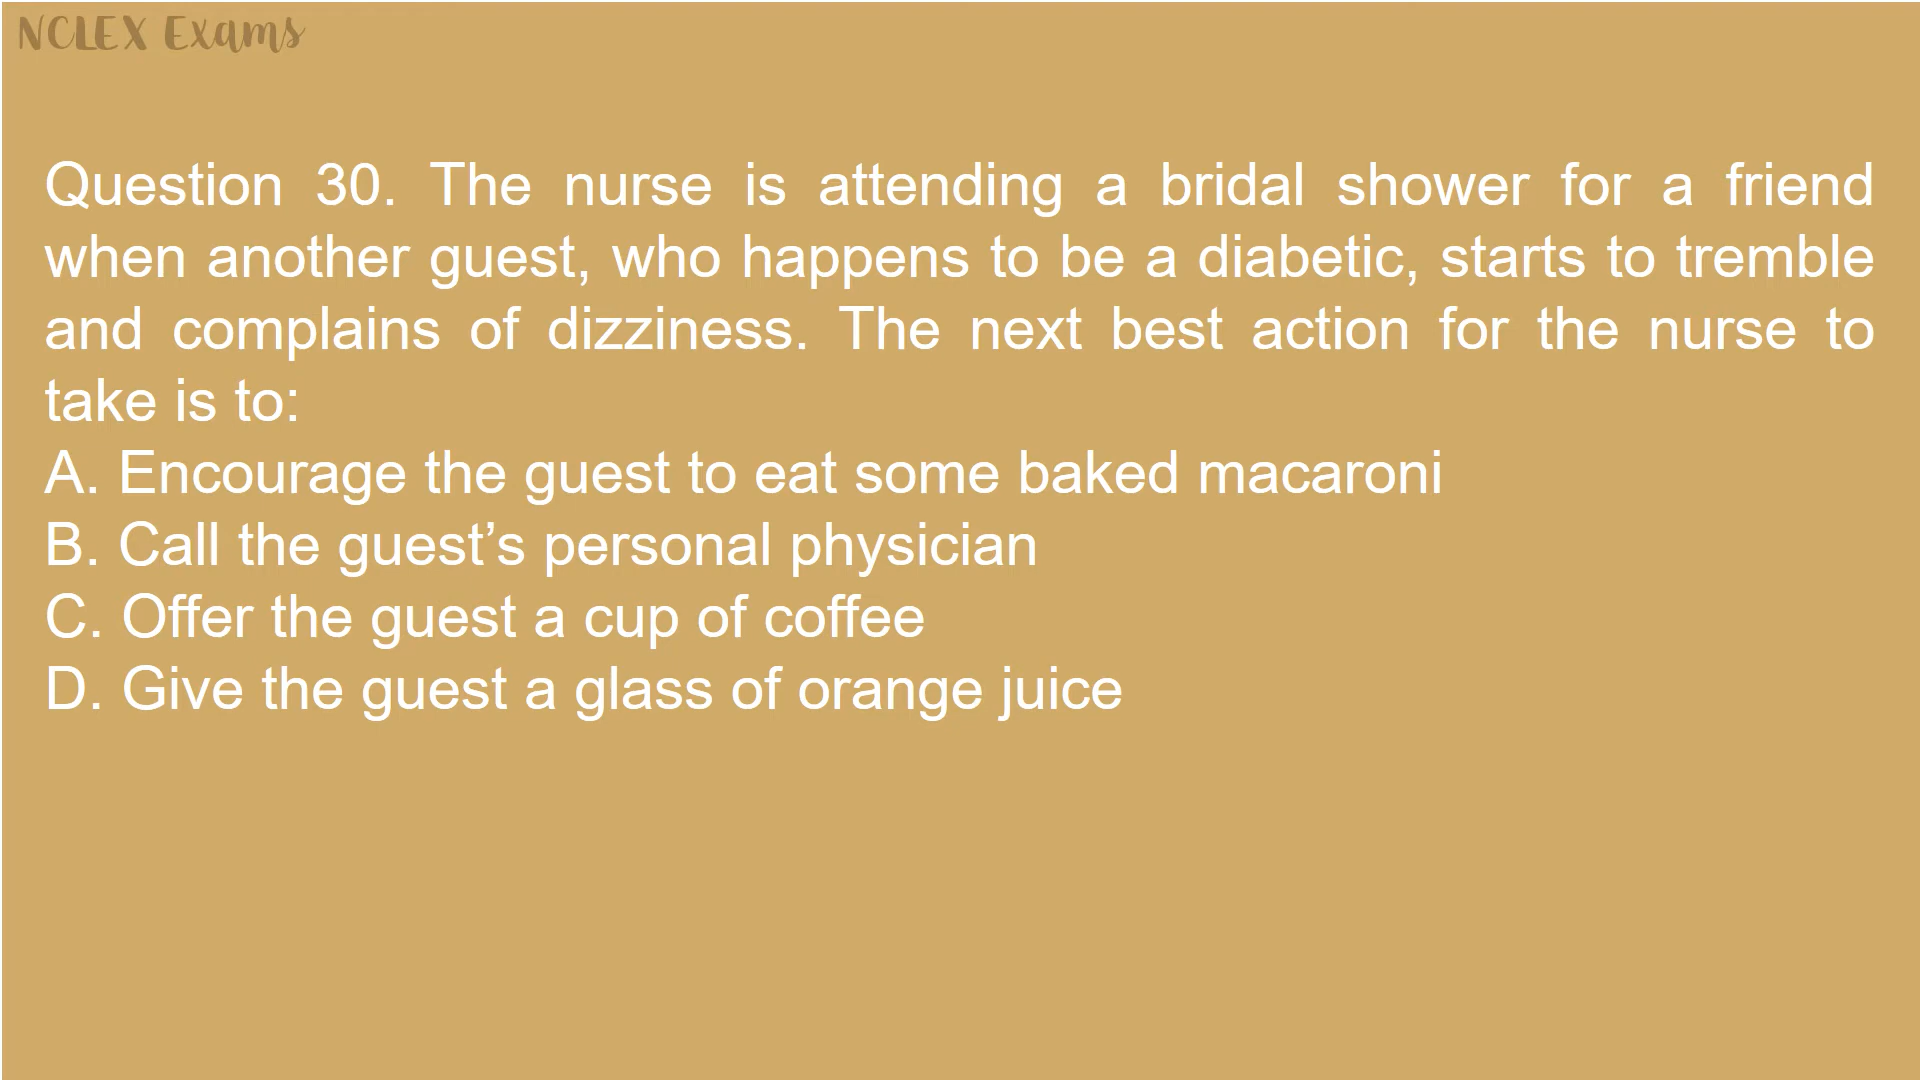 NCLEX Exams
Question 30. The nurse is attending a bridal shower for a friend
when another guest, who happens to be a diabetic, starts to tremble
and complains of dizziness. The next best action for the nurse to
take is to:
A. Encourage the guest to eat some baked macaroni
B. Call the guest’s personal physician
C. Offer the guest a cup of coffee
D. Give the guest a glass of orange juice